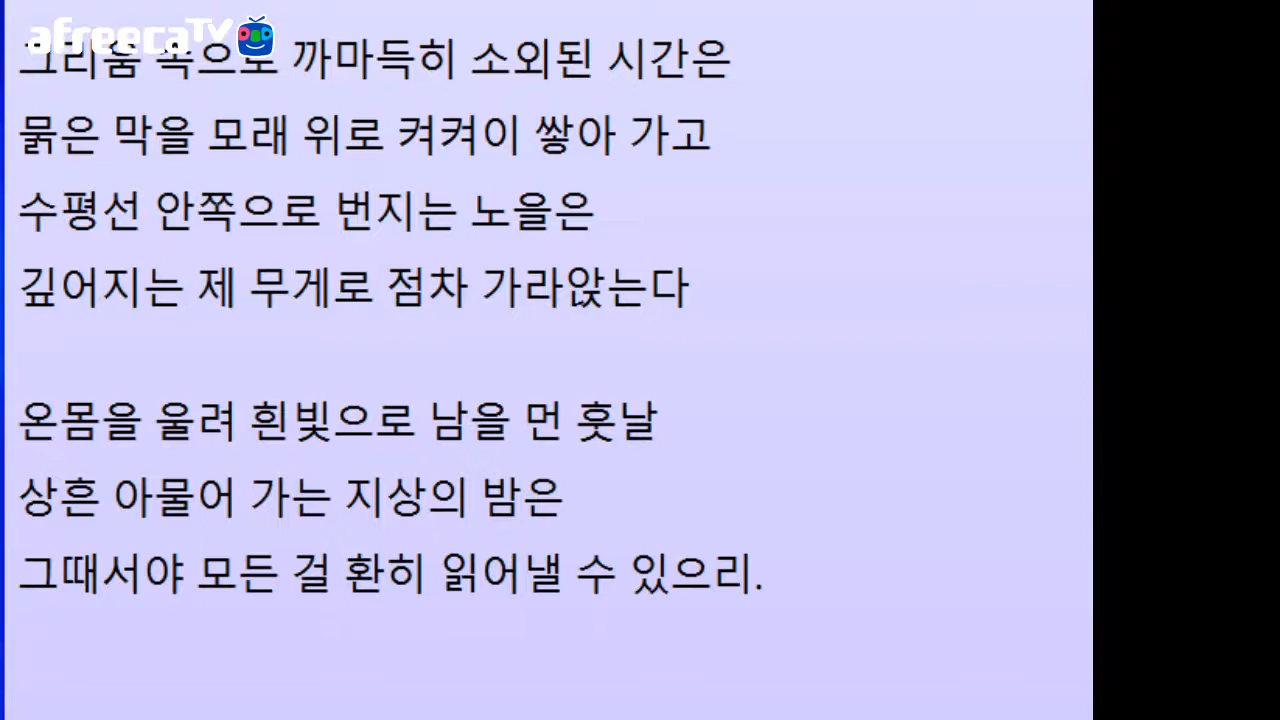 afreecaTV
그리움 속으로 까마득히 소외된 시간은
묽은 막을 모래 위로 켜켜이 쌓아 가고
수평선 안쪽으로 번지는 노을은
깊어지는 제 무게로 점차 가라앉는다
온몸을 울려 흰빛으로 남을 먼 훗날
상흔 아물어 가는 지상의 밤은
그때서야 모든 걸 환히 읽어낼 수 있으리.